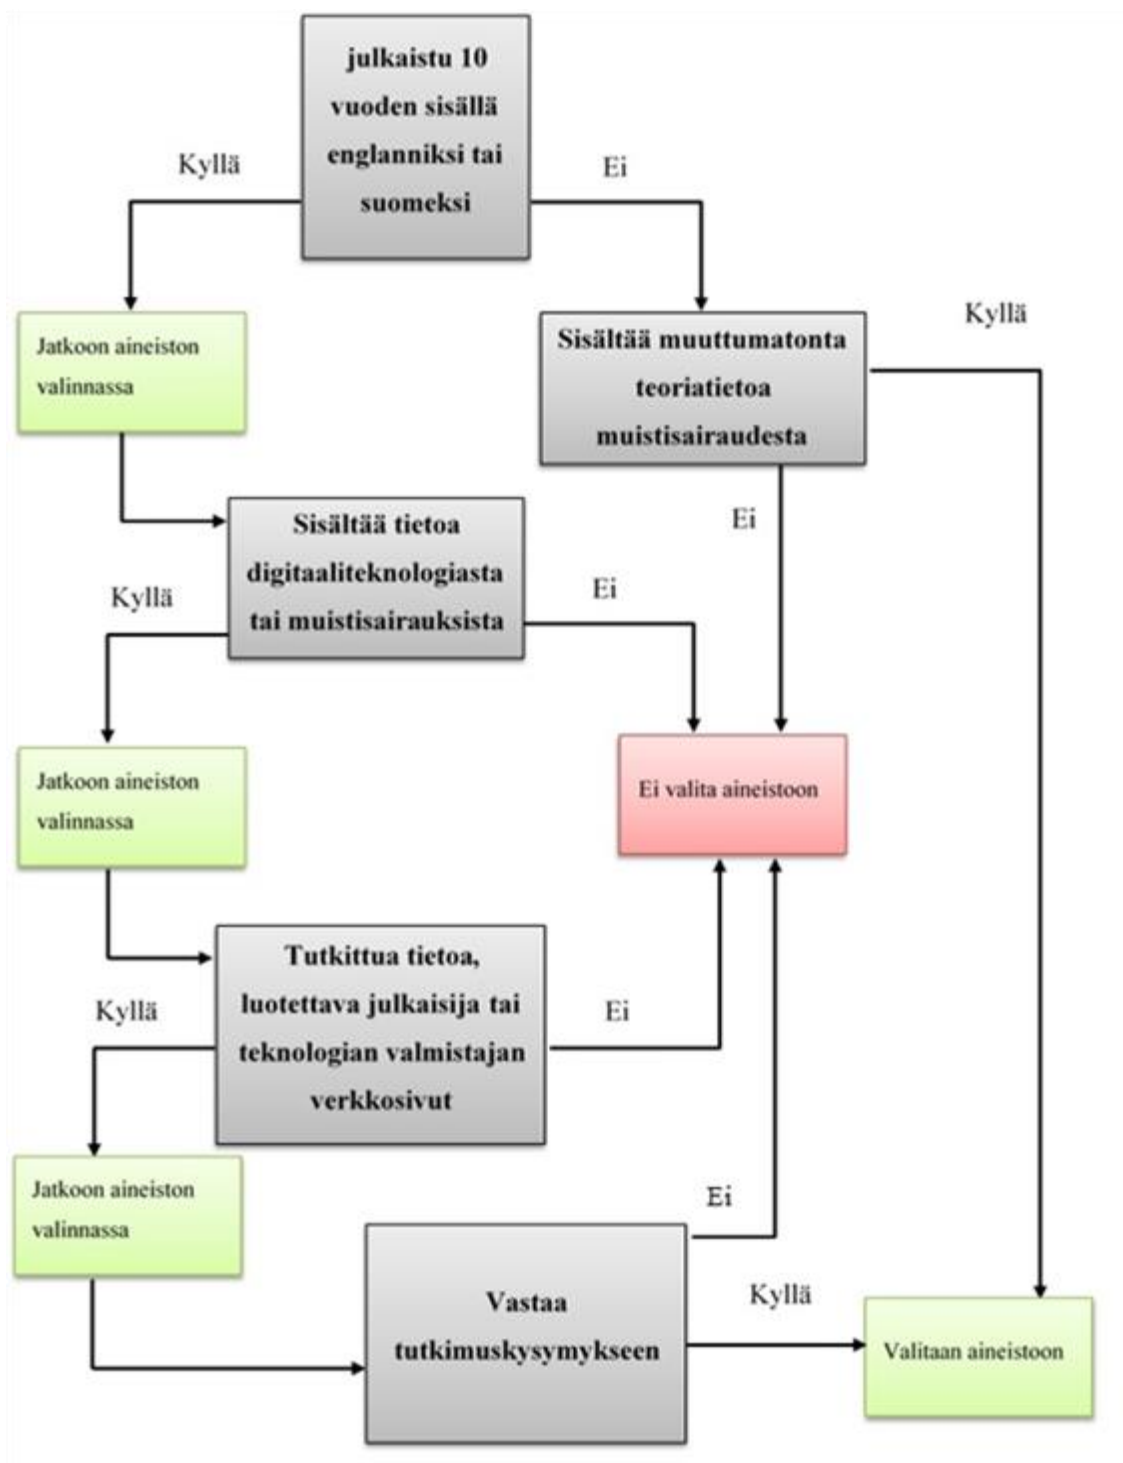 julkaistu 10
vuoden sisällä
englanniksi tai
suomeksi
Kyllä
Ei
Jatkoon aineiston
valinnassa
Sisältää muuttumatonta
teoriatietoa
muistisairaudesta
Kyllä
Ei
Sisältää tietoa
digitaaliteknologiasta
tai muistisairauksista
Kyllä
Ei
Jatkoon aineiston
valinnassa
Ei valita aineistoon
Tutkittua tietoa,
luotettava julkaisija tai
teknologian valmistajan
verkkosivut
Kyllä
Ei
Jatkoon aineiston
valinnassa
Vastaa
tutkimuskysymykseen
Ei
Kyllä
Valitaan aineistoon